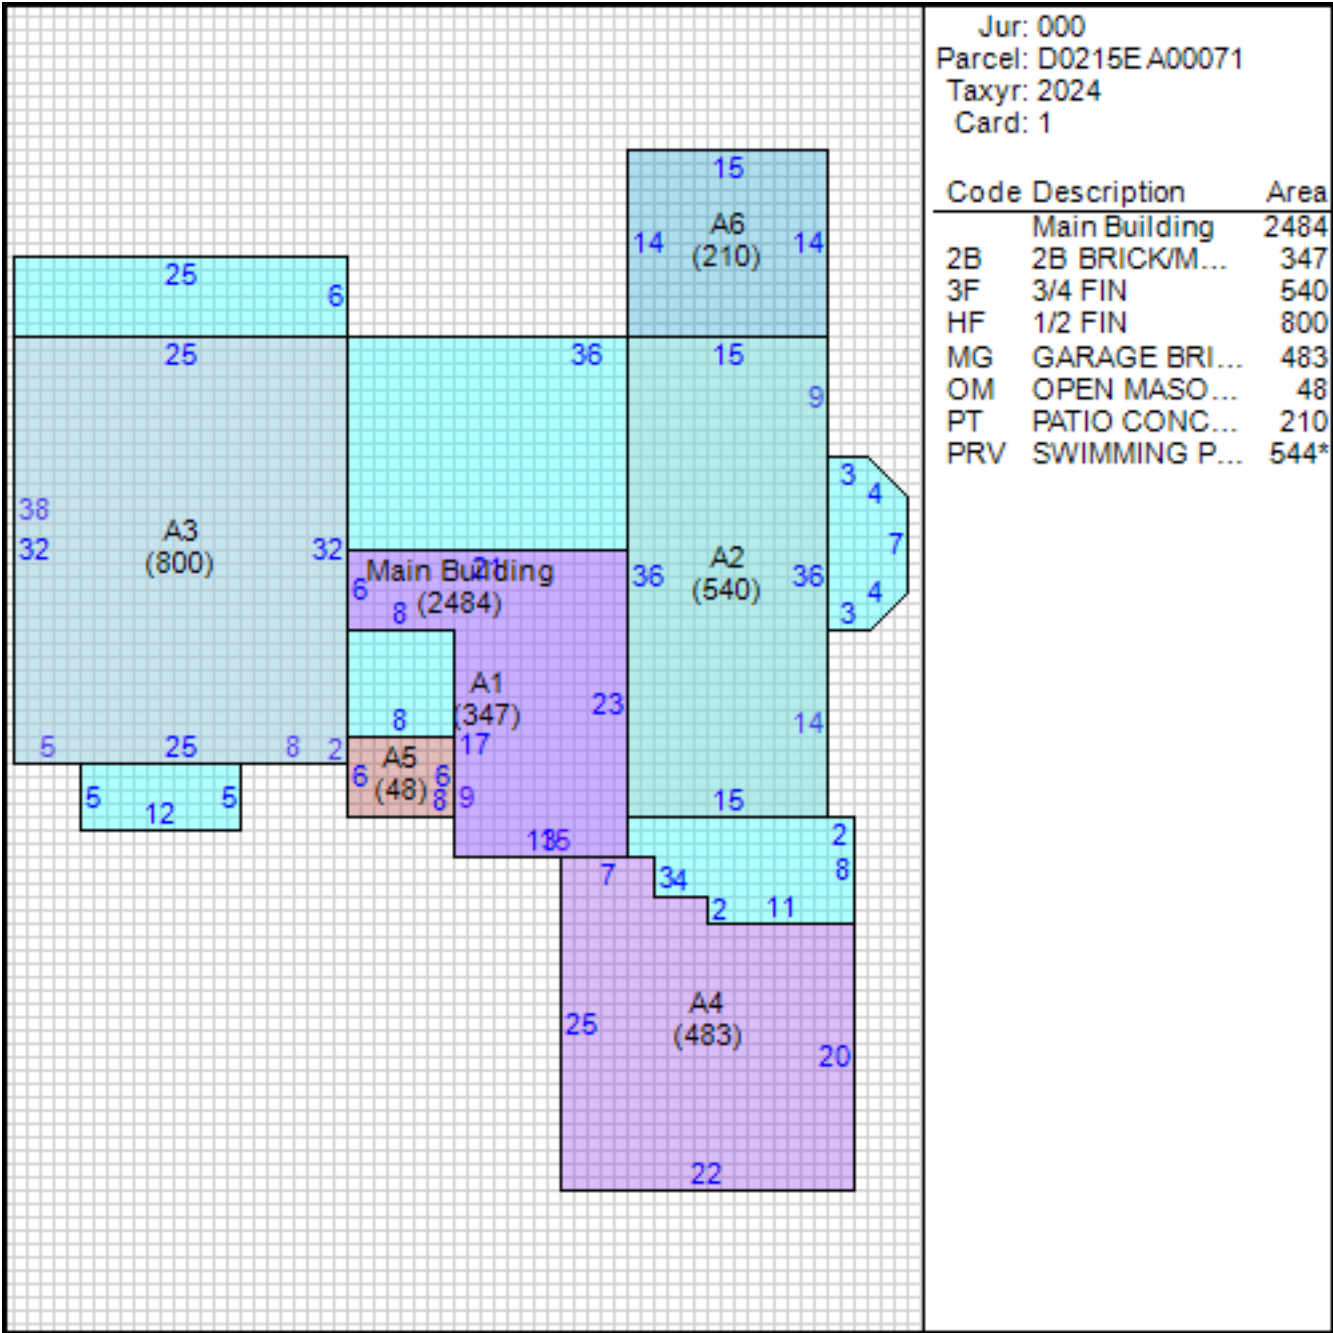 Jur: 000
Parcel: D0215E A00071
Taxyr: 2024
Card: 1
Code Description Area
Main Building 2484
2B 2B BRICK/M... 347
3F 3/4 FIN 540
HF 1/2 FIN 800
MG GARAGE BRI... 483
OM OPEN MASO... 48
PT PATIO CONC... 210
PRV SWIMMING P... 544*
15
A6
14 14
(210)
25
6
25 36 15
9
3
4
38
A3
32 32
(800)
7
A2
36 36
(540)
Main Building
21
6
(2484)
8
4
3
A1
(347)
23
14
8
17
5 25 8 2
A5
6 6
(48)
8 9
5 5
12
15
2
13
7
34
8
2 11
A4
(483)
25
20
22